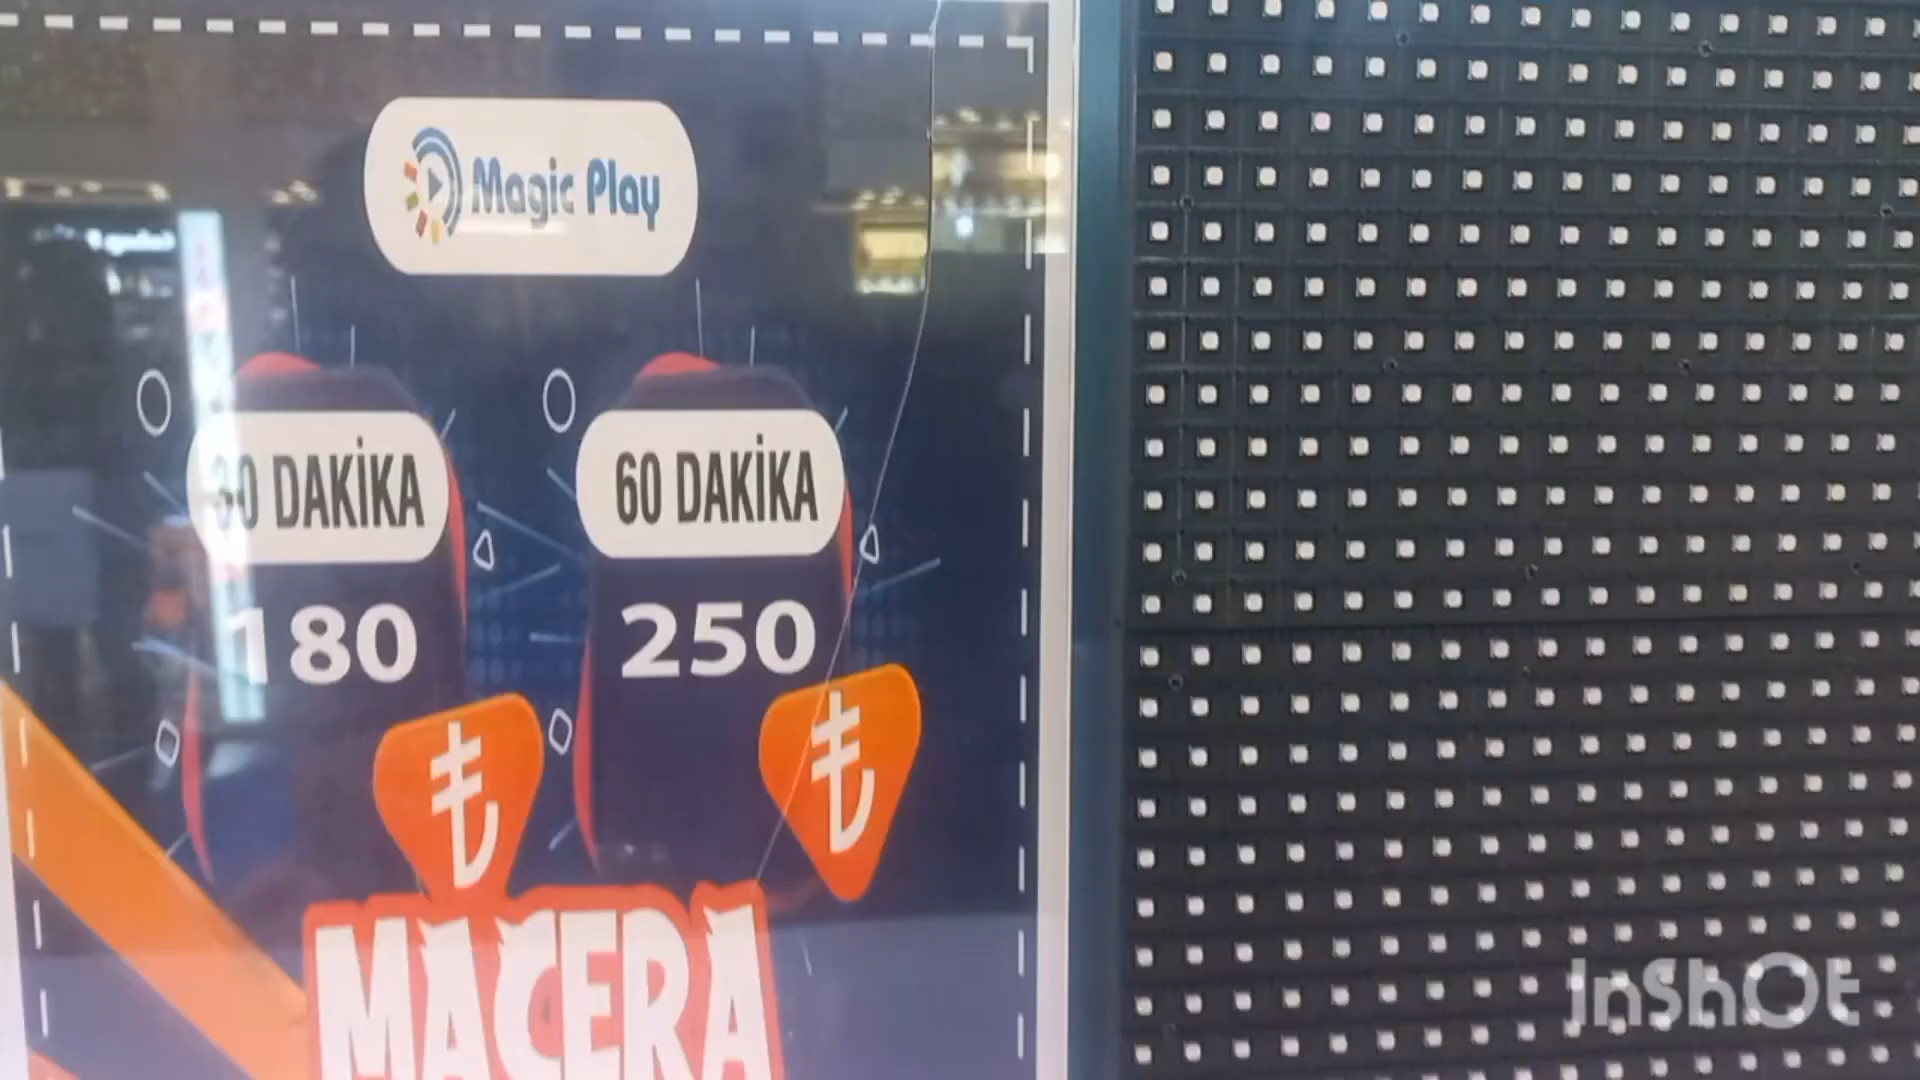 Magic Play
30 DAKİKA
60 DAKİKA
180
250
₺
₺
MACERA
InShOt